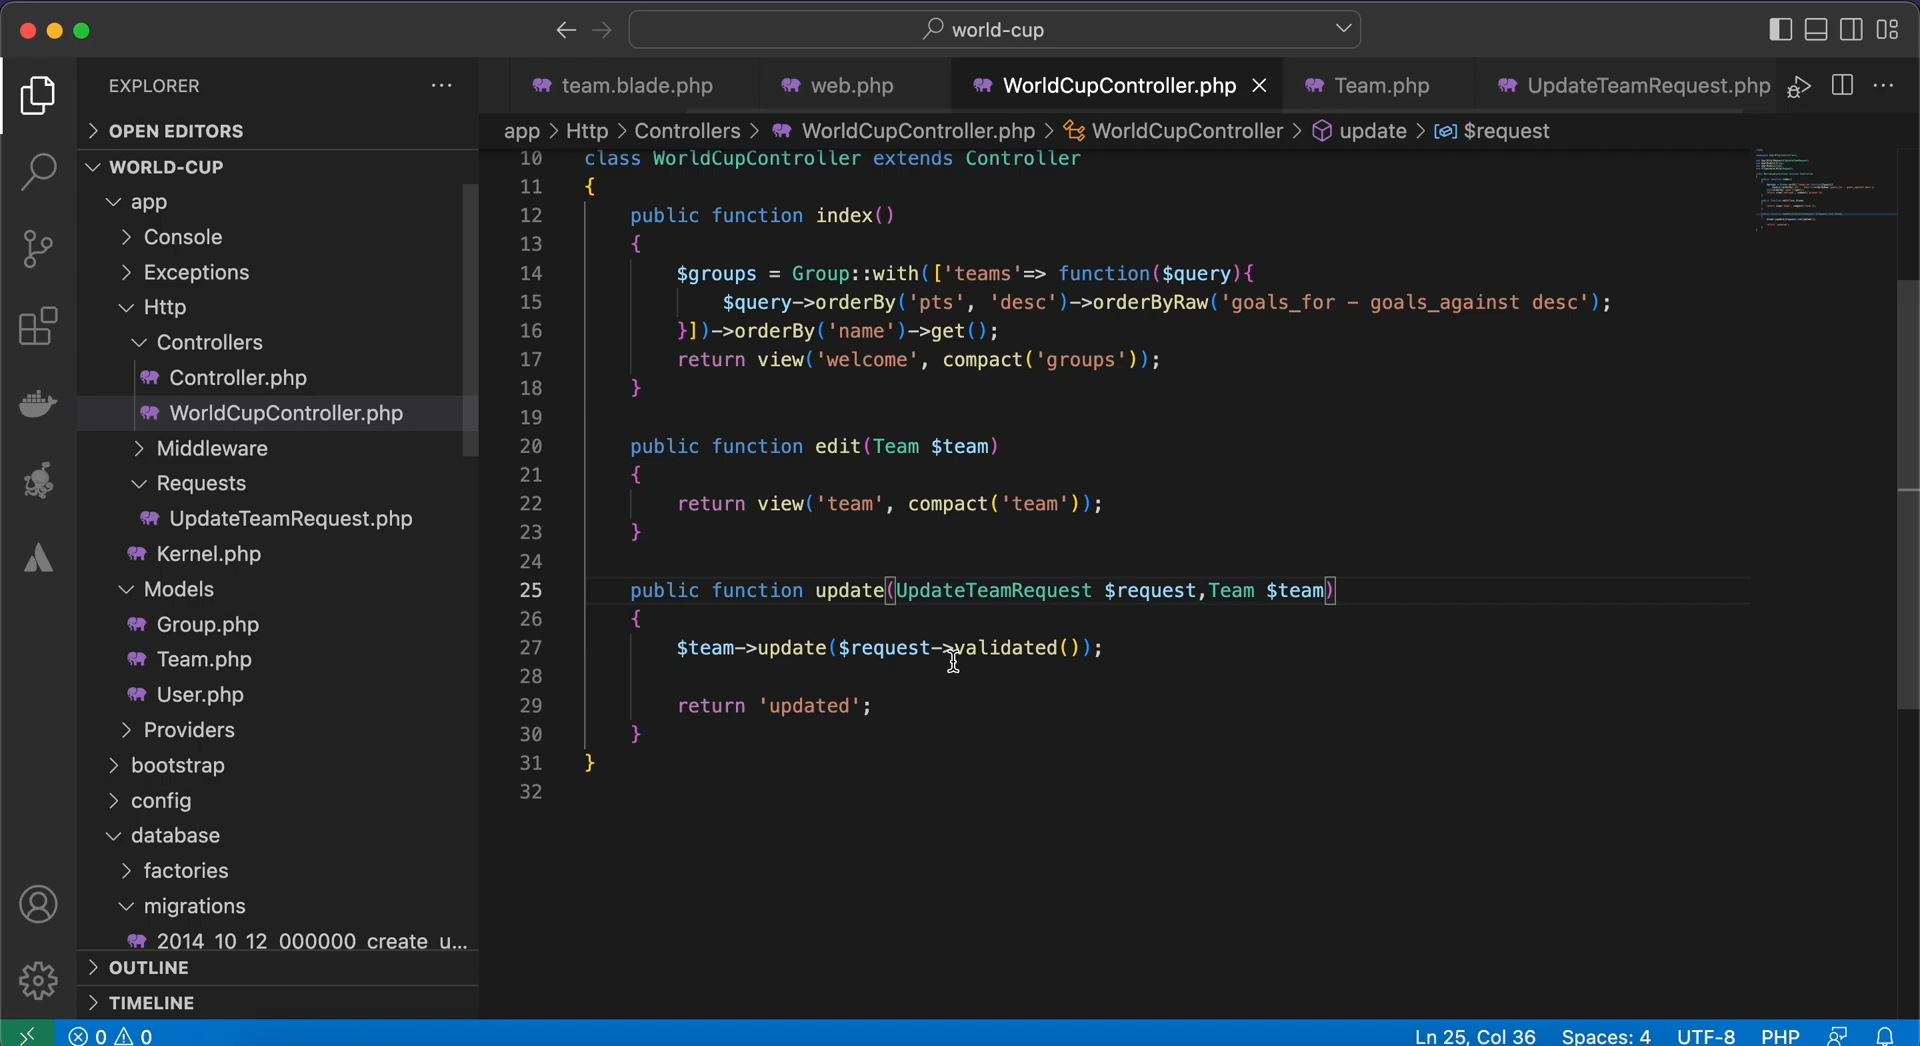 world-cup
EXPLORER
team.blade.php
web.php
WorldCupController.php
Team.php
UpdateTeamRequest.php
OPEN EDITORS
app > Http > Controllers > WorldCupController.php > WorldCupController > update > $request
WORLD-CUP
app
Console
Exceptions
Http
Controllers
Controller.php
WorldCupController.php
Middleware
Requests
UpdateTeamRequest.php
Kernel.php
Models
Group.php
Team.php
User.php
Providers
bootstrap
config
database
factories
migrations
2014_10_12_000000_create_u...
OUTLINE
TIMELINE
10 class WorldCupController extends Controller
11 {
12 public function index()
13 {
14 $groups = Group::with(['teams'=> function($query){
15 $query->orderBy('pts', 'desc')->orderByRaw('goals_for - goals_against desc');
16 }])->orderBy('name')->get();
17 return view('welcome', compact('groups'));
18 }
19
20 public function edit(Team $team)
21 {
22 return view('team', compact('team'));
23 }
24
25 public function update(UpdateTeamRequest $request,Team $team)
26 {
27 $team->update($request->validated());
28
29 return 'updated';
30 }
31 }
32
0 0
Ln 25, Col 36 Spaces: 4 UTF-8 PHP